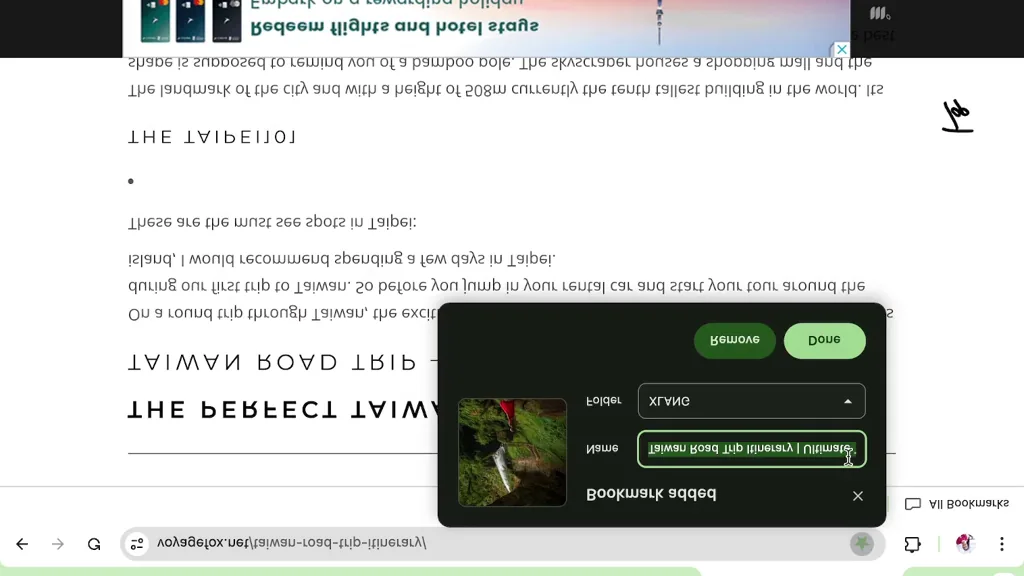 voyagefox.net/taiwan-road-trip-itinerary/
All Bookmarks
Bookmark added
Name
Taiwan Road Trip Itinerary | Ultimate
Folder
XLANG
Done
Remove
THE PERFECT TAIW
TAIWAN ROAD TRIP –
On a round trip through Taiwan, the excit
during our first trip to Taiwan. So before you jump in your rental car and start your tour around the
island, I would recommend spending a few days in Taipei.
These are the must see spots in Taipei:
•
THE TAIPEI101
Top
The landmark of the city and with a height of 508m currently the tenth tallest building in the world. Its
shape is supposed to remind you of a bamboo pole. The skyscraper houses a shopping mall and the
best
Redeem flights and hotel stays
Embark on a rewarding holiday